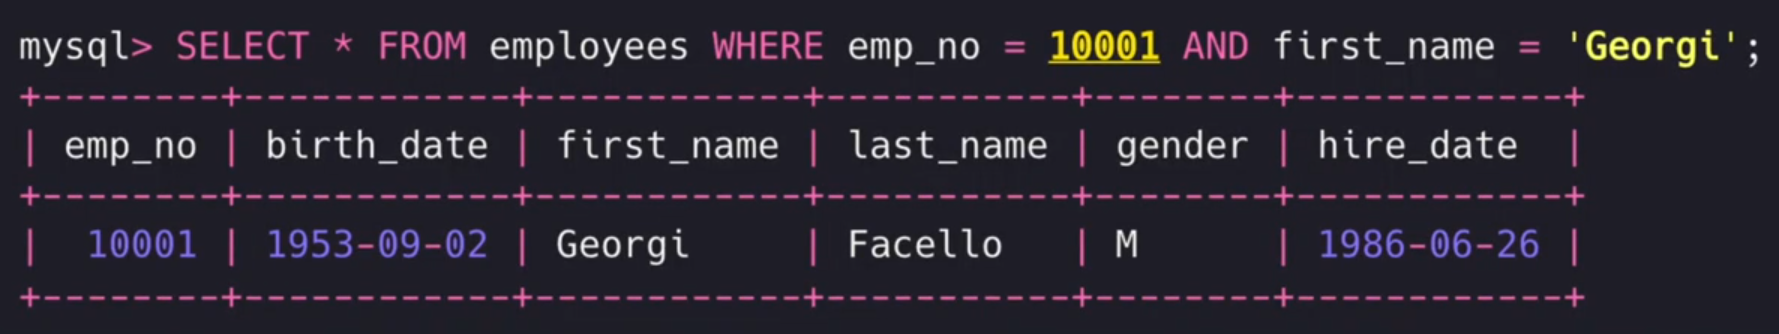 mysql> SELECT * FROM employees WHERE emp_no = 10001 AND first_name = 'Georgi';
+--------+------------+------------+-----------+--------+------------+
| emp_no | birth_date | first_name | last_name | gender | hire_date  |
+--------+------------+------------+-----------+--------+------------+
|  10001 | 1953-09-02 | Georgi     | Facello   | M      | 1986-06-26 |
+--------+------------+------------+-----------+--------+------------+